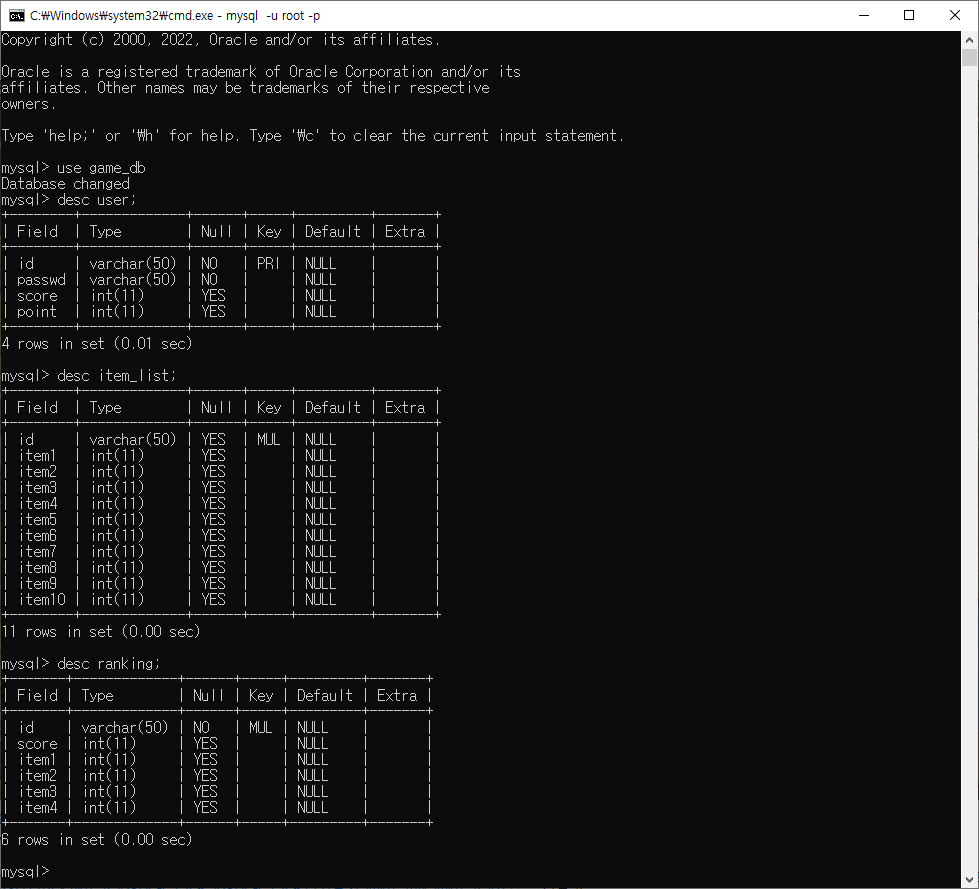 C:₩Windows₩system32₩cmd.exe - mysql  -u root -p
Copyright (c) 2000, 2022, Oracle and/or its affiliates.
Oracle is a registered trademark of Oracle Corporation and/or its
affiliates. Other names may be trademarks of their respective
owners.
Type 'help;' or '₩h' for help. Type '₩c' to clear the current input statement.
mysql> use game_db
Database changed
mysql> desc user;
+--------+-------------+------+-----+---------+-------+
| Field  | Type        | Null | Key | Default | Extra |
+--------+-------------+------+-----+---------+-------+
| id     | varchar(50) | NO   | PRI | NULL    |       |
| passwd | varchar(50) | NO   |     | NULL    |       |
| score  | int(11)     | YES  |     | NULL    |       |
| point  | int(11)     | YES  |     | NULL    |       |
+--------+-------------+------+-----+---------+-------+
4 rows in set (0.01 sec)
mysql> desc item_list;
+--------+-------------+------+-----+---------+-------+
| Field  | Type        | Null | Key | Default | Extra |
+--------+-------------+------+-----+---------+-------+
| id     | varchar(50) | YES  | MUL | NULL    |       |
| item1  | int(11)     | YES  |     | NULL    |       |
| item2  | int(11)     | YES  |     | NULL    |       |
| item3  | int(11)     | YES  |     | NULL    |       |
| item4  | int(11)     | YES  |     | NULL    |       |
| item5  | int(11)     | YES  |     | NULL    |       |
| item6  | int(11)     | YES  |     | NULL    |       |
| item7  | int(11)     | YES  |     | NULL    |       |
| item8  | int(11)     | YES  |     | NULL    |       |
| item9  | int(11)     | YES  |     | NULL    |       |
| item10 | int(11)     | YES  |     | NULL    |       |
+--------+-------------+------+-----+---------+-------+
11 rows in set (0.00 sec)
mysql> desc ranking;
+-------+-------------+------+-----+---------+-------+
| Field | Type        | Null | Key | Default | Extra |
+-------+-------------+------+-----+---------+-------+
| id    | varchar(50) | NO   | MUL | NULL    |       |
| score | int(11)     | YES  |     | NULL    |       |
| item1 | int(11)     | YES  |     | NULL    |       |
| item2 | int(11)     | YES  |     | NULL    |       |
| item3 | int(11)     | YES  |     | NULL    |       |
| item4 | int(11)     | YES  |     | NULL    |       |
+-------+-------------+------+-----+---------+-------+
6 rows in set (0.00 sec)
mysql>